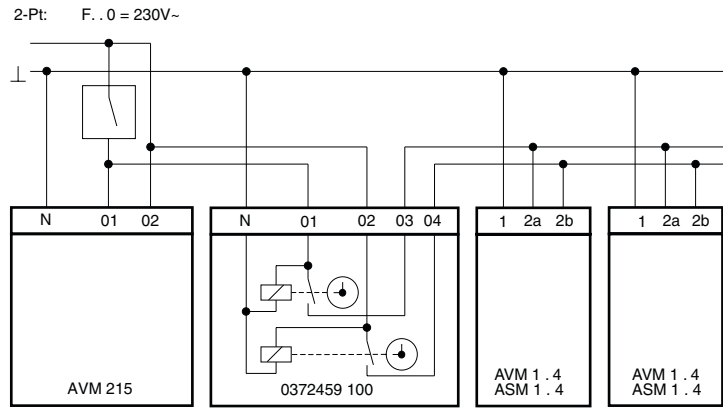 2-Pt: F. . 0 = 230V~
N 01 02 N 01 02 03 04 1 2a 2b 1 2a 2b
AVM 215
0372459 100
AVM 1 . 4
ASM 1 . 4
AVM 1 . 4
ASM 1 . 4